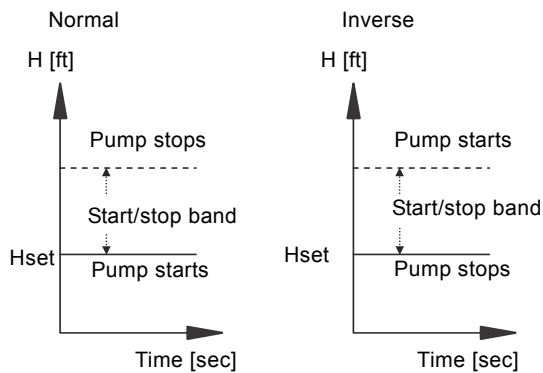 Normal
H [ft]
Pump stops
Start/stop band
Hset
Pump starts
Time [sec]
Inverse
H [ft]
Pump starts
Start/stop band
Hset
Pump stops
Time [sec]